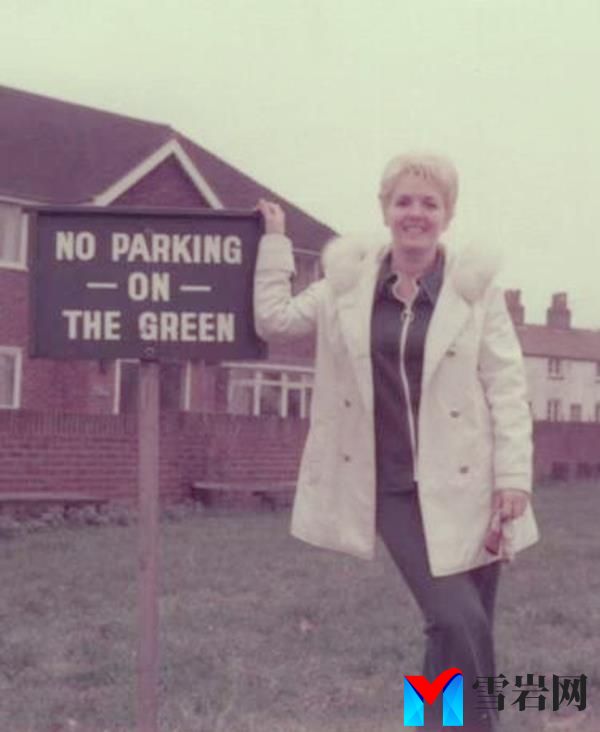 NO PARKING
— ON —
THE GREEN
雪岩网